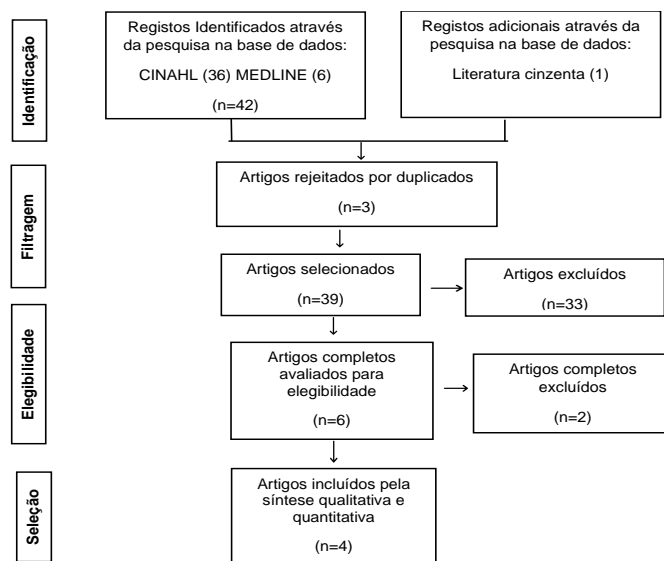 Identificação
Registos Identificados através
da pesquisa na base de dados:
CINAHL (36) MEDLINE (6)
(n=42)
Registos adicionais através da
pesquisa na base de dados:
Literatura cinzenta (1)
Filtragem
Artigos rejeitados por duplicados
(n=3)
Artigos selecionados
(n=39)
Artigos excluídos
(n=33)
Elegibilidade
Artigos completos
avaliados para
elegibilidade
(n=6)
Artigos completos
excluídos
(n=2)
Seleção
Artigos incluídos pela
síntese qualitativa e
quantitativa
(n=4)